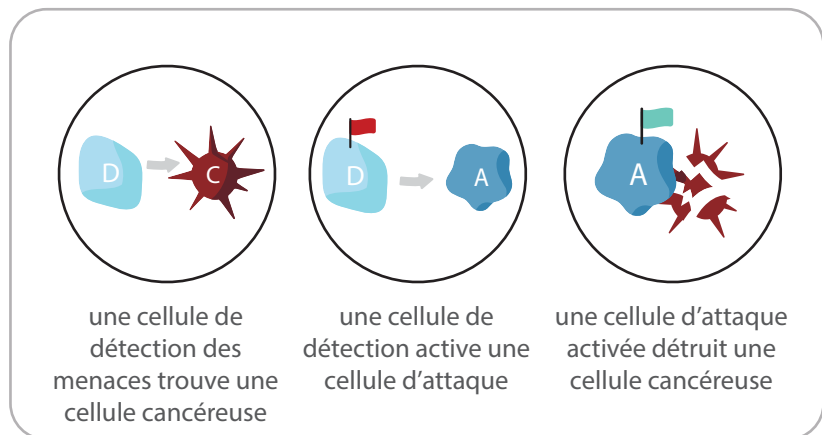 D
C
D
A
A
une cellule de
détection des
menaces trouve une
cellule cancéreuse
une cellule de
détection active une
cellule d'attaque
une cellule d'attaque
activée détruit une
cellule cancéreuse